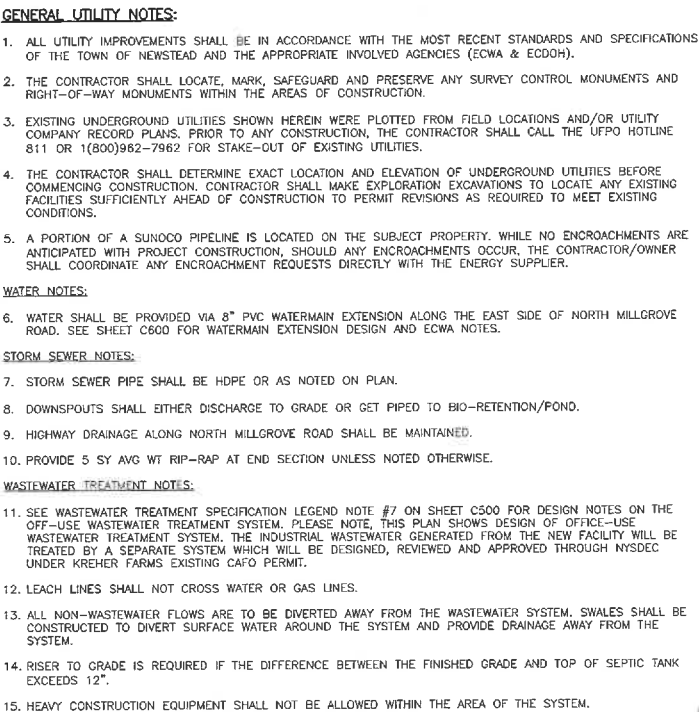 GENERAL UTILITY NOTES:
1. ALL UTILITY IMPROVEMENTS SHALL BE IN ACCORDANCE WITH THE MOST RECENT STANDARDS AND SPECIFICATIONS
OF THE TOWN OF NEWSTEAD AND THE APPROPRIATE INVOLVED AGENCIES (ECWA & ECDOH).
2. THE CONTRACTOR SHALL LOCATE, MARK, SAFEGUARD AND PRESERVE ANY SURVEY CONTROL MONUMENTS AND
RIGHT-OF-WAY MONUMENTS WITHIN THE AREAS OF CONSTRUCTION.
3. EXISTING UNDERGROUND UTILITIES SHOWN HEREIN WERE PLOTTED FROM FIELD LOCATIONS AND/OR UTILITY
COMPANY RECORD PLANS. PRIOR TO ANY CONSTRUCTION, THE CONTRACTOR SHALL CALL THE UFPO HOTLINE
811 OR 1(800)962-7962 FOR STAKE-OUT OF EXISTING UTILITIES.
4. THE CONTRACTOR SHALL DETERMINE EXACT LOCATION AND ELEVATION OF UNDERGROUND UTILITIES BEFORE
COMMENCING CONSTRUCTION. CONTRACTOR SHALL MAKE EXPLORATION EXCAVATIONS TO LOCATE ANY EXISTING
FACILITIES SUFFICIENTLY AHEAD OF CONSTRUCTION TO PERMIT REVISIONS AS REQUIRED TO MEET EXISTING
CONDITIONS.
5. A PORTION OF A SUNOCO PIPELINE IS LOCATED ON THE SUBJECT PROPERTY. WHILE NO ENCROACHMENTS ARE
ANTICIPATED WITH PROJECT CONSTRUCTION, SHOULD ANY ENCROACHMENTS OCCUR, THE CONTRACTOR/OWNER
SHALL COORDINATE ANY ENCROACHMENT REQUESTS DIRECTLY WITH THE ENERGY SUPPLIER.
WATER NOTES:
6. WATER SHALL BE PROVIDED VIA 8" PVC WATERMAIN EXTENSION ALONG THE EAST SIDE OF NORTH MILLGROVE
ROAD. SEE SHEET C600 FOR WATERMAIN EXTENSION DESIGN AND ECWA NOTES.
STORM SEWER NOTES:
7. STORM SEWER PIPE SHALL BE HDPE OR AS NOTED ON PLAN.
8. DOWNSPOUTS SHALL EITHER DISCHARGE TO GRADE OR GET PIPED TO BIO-RETENTION/POND.
9. HIGHWAY DRAINAGE ALONG NORTH MILLGROVE ROAD SHALL BE MAINTAINED.
10. PROVIDE 5 SY AVG WT RIP-RAP AT END SECTION UNLESS NOTED OTHERWISE.
WASTEWATER TREATMENT NOTES:
11. SEE WASTEWATER TREATMENT SPECIFICATION LEGEND NOTE #7 ON SHEET C500 FOR DESIGN NOTES ON THE
OFF-USE WASTEWATER TREATMENT SYSTEM. PLEASE NOTE, THIS PLAN SHOWS DESIGN OF OFFICE-USE
WASTEWATER TREATMENT SYSTEM. THE INDUSTRIAL WASTEWATER GENERATED FROM THE NEW FACILITY WILL BE
TREATED BY A SEPARATE SYSTEM WHICH WILL BE DESIGNED, REVIEWED AND APPROVED THROUGH NYSDEC
UNDER KREHER FARMS EXISTING CAFO PERMIT.
12. LEACH LINES SHALL NOT CROSS WATER OR GAS LINES.
13. ALL NON-WASTEWATER FLOWS ARE TO BE DIVERTED AWAY FROM THE WASTEWATER SYSTEM. SWALES SHALL BE
CONSTRUCTED TO DIVERT SURFACE WATER AROUND THE SYSTEM AND PROVIDE DRAINAGE AWAY FROM THE
SYSTEM.
14. RISER TO GRADE IS REQUIRED IF THE DIFFERENCE BETWEEN THE FINISHED GRADE AND TOP OF SEPTIC TANK
EXCEEDS 12".
15. HEAVY CONSTRUCTION EQUIPMENT SHALL NOT BE ALLOWED WITHIN THE AREA OF THE SYSTEM.